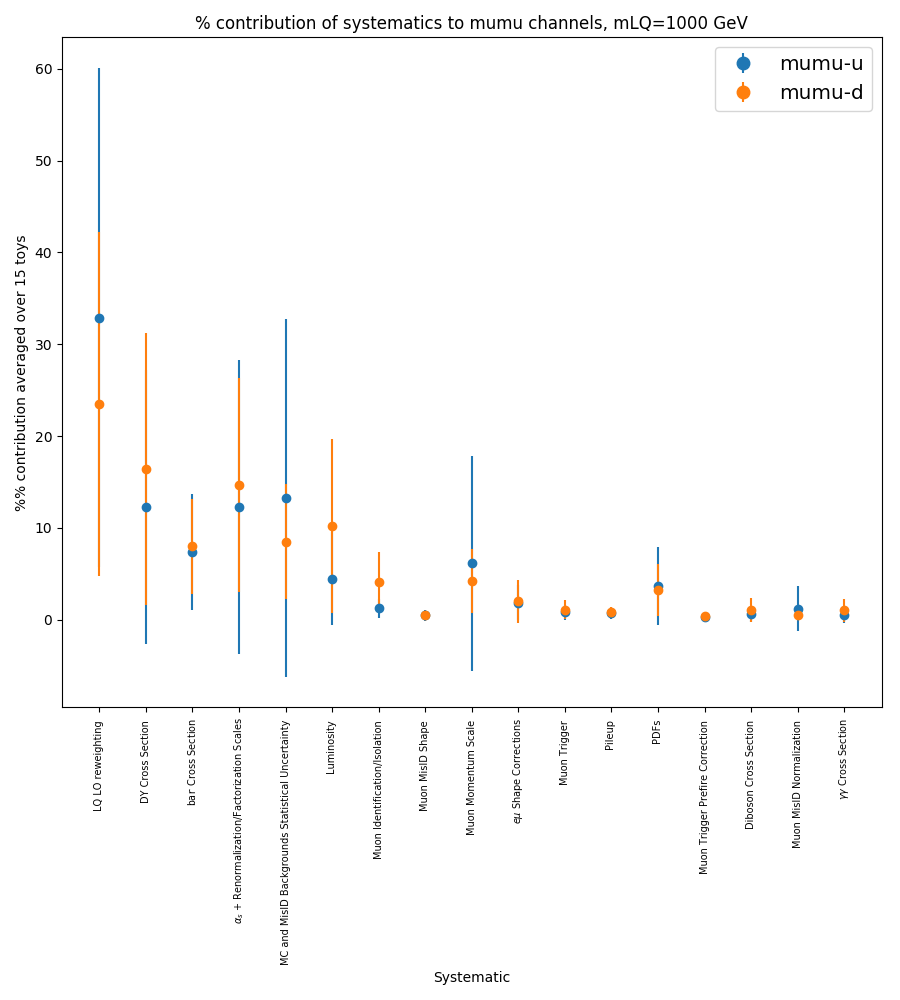 % contribution of systematics to mumu channels, mLQ=1000 GeV
mumu-u
mumu-d
%% contribution averaged over 15 toys
60
50
40
30
20
10
0
LQ LO reweighting
DY Cross Section
bar Cross Section
αs + Renormalization/Factorization Scales
MC and MisID Backgrounds Statistical Uncertainty
Luminosity
Muon Identification/Isolation
Muon MisID Shape
Muon Momentum Scale
eμ Shape Corrections
Muon Trigger
Pileup
PDFs
Muon Trigger Prefire Correction
Diboson Cross Section
Muon MisID Normalization
γγ Cross Section
Systematic